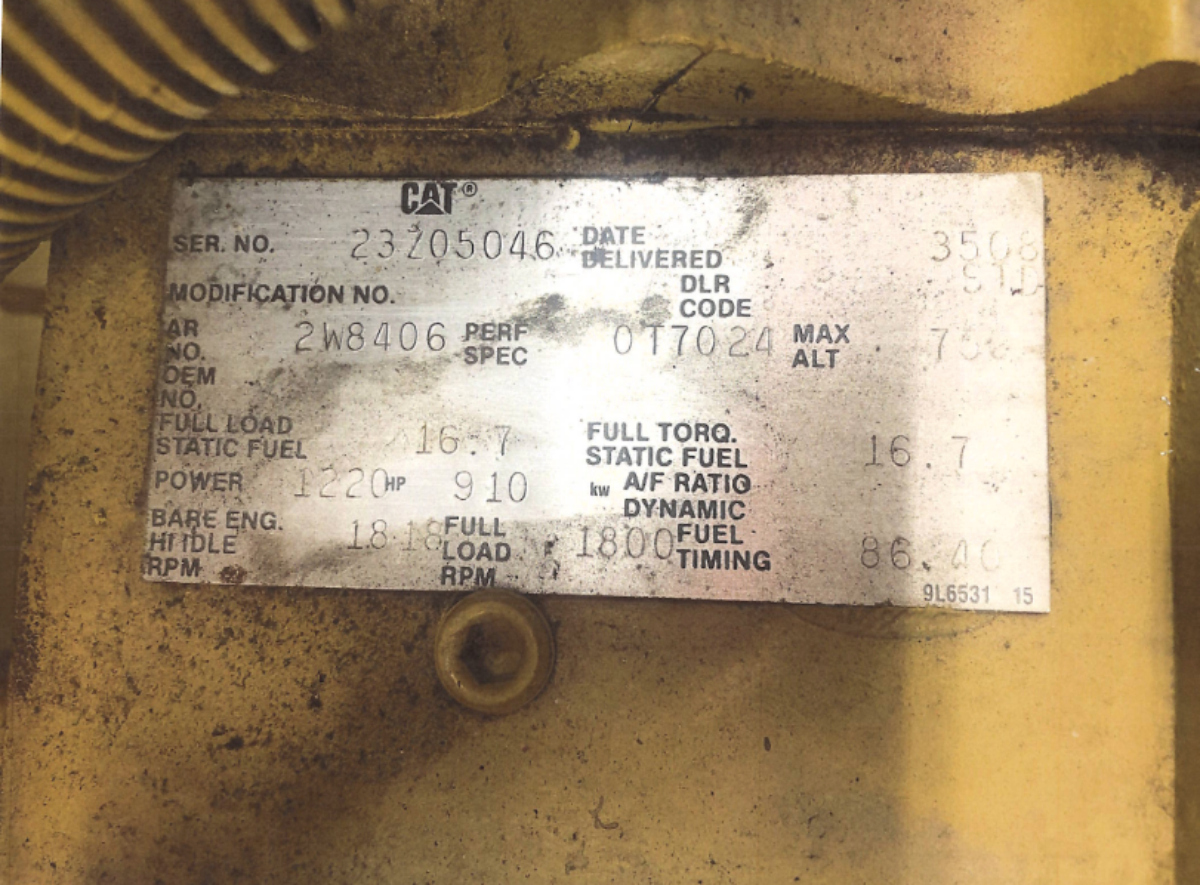 CAT®
SER. NO. 23Z05046 DATE DELIVERED 3508
STD
MODIFICATION NO. DLR CODE
AR NO. 2W8406 PERF SPEC 0T7024 MAX ALT
OEM NO.
FULL LOAD STATIC FUEL 16.7 FULL TORQ. STATIC FUEL 16.7
POWER 1220 HP 910 kw A/F RATIO DYNAMIC
BARE ENG. HI IDLE RPM 1818 FULL LOAD RPM 1800 FUEL TIMING
9L6531 15